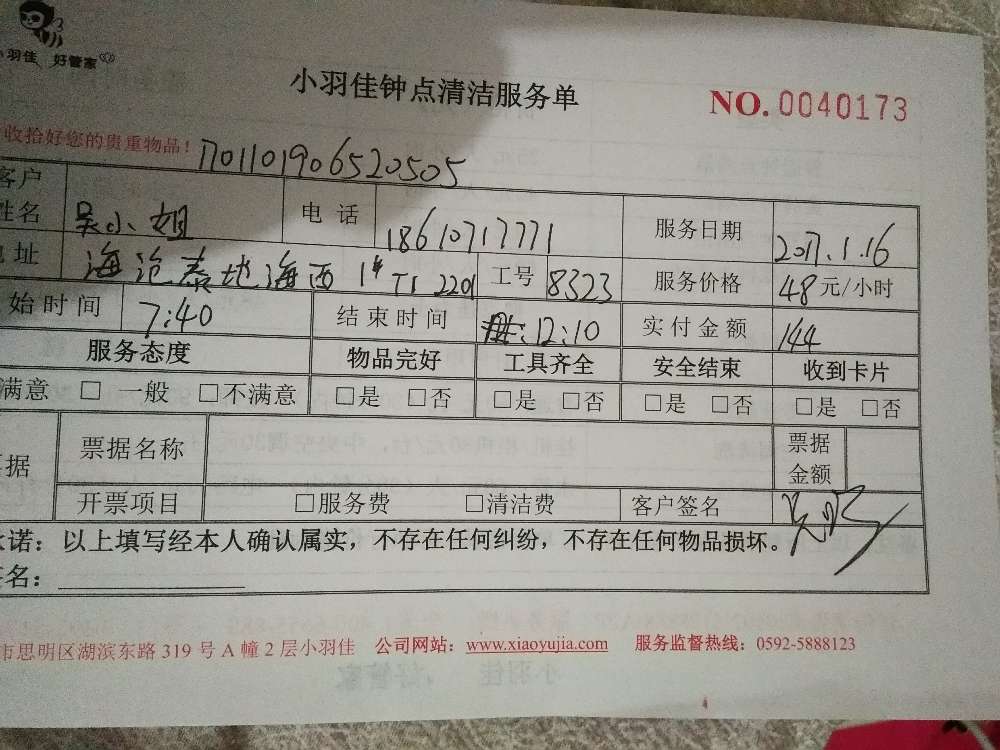 小羽佳 好管家
小羽佳钟点清洁服务单
NO. 0040173
收拾好您的贵重物品！
1701101906520505
客户姓名 吴小姐 电话 18610717771 服务日期 2017.1.16
地址 海沧泰地海西 1# T1 2201 工号 8323 服务价格 48 元/小时
始时间 7:40 结束时间 12:10 实付金额 144
服务态度 物品完好 工具齐全 安全结束 收到卡片
满意 □ 一般 □不满意 □是 □否 □是 □否 □是 □否 □是 □否
据 票据名称 票据金额
开票项目 □服务费 □清洁费 客户签名
诺：以上填写经本人确认属实，不存在任何纠纷，不存在任何物品损坏。
签名：
市思明区湖滨东路 319 号 A 幢 2 层小羽佳 公司网站：www.xiaoyujia.com 服务监督热线：0592-5888123